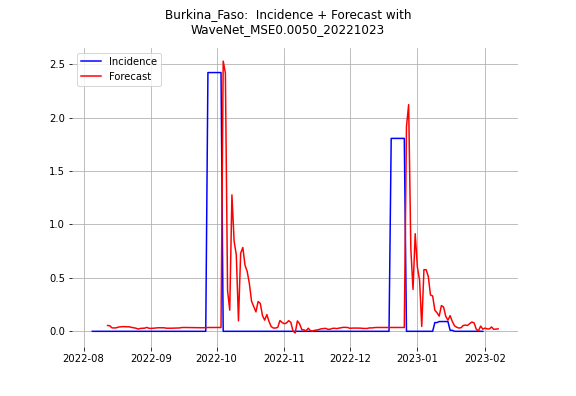 Burkina_Faso:  Incidence + Forecast with
WaveNet_MSE0.0050_20221023
Incidence
Forecast
2.5
2.0
1.5
1.0
0.5
0.0
2022-08 2022-09 2022-10 2022-11 2022-12 2023-01 2023-02